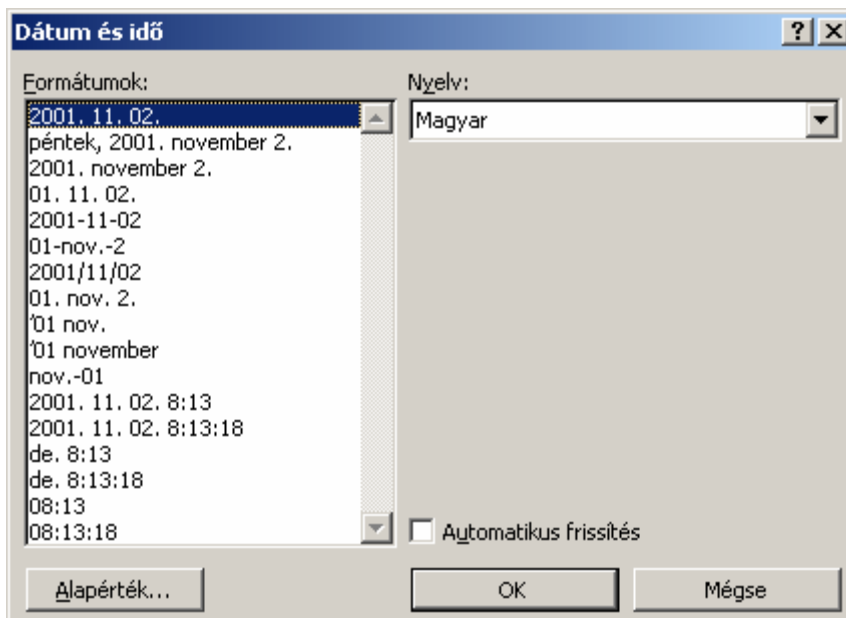 Dátum és idő
Formátumok:
2001. 11. 02.
péntek, 2001. november 2.
2001. november 2.
01. 11. 02.
2001-11-02
01-nov.-2
2001/11/02
01. nov. 2.
'01 nov.
'01 november
nov.-01
2001. 11. 02. 8:13
2001. 11. 02. 8:13:18
de. 8:13
de. 8:13:18
08:13
08:13:18
Nyelv:
Magyar
Automatikus frissítés
Alapérték...
OK
Mégse